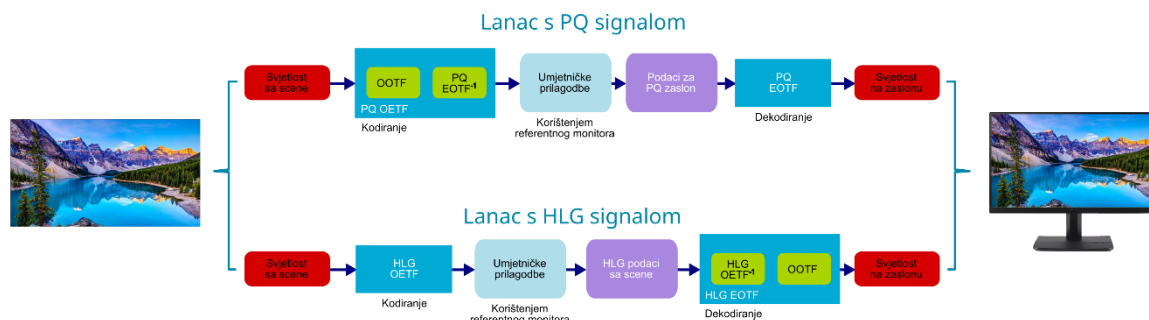 Lanac s PQ signalom
Svjetlost
sa scene
OOTF
PQ
EOTF-1
PQ OETF
Kodiranje
Umjetničke
prilagodbe
Korištenjem
referentnog monitora
Podaci za
PQ zaslon
PQ
EOTF
Dekodiranje
Svjetlost
na zaslonu
Lanac s HLG signalom
Svjetlost
sa scene
HLG
OETF
Kodiranje
Umjetničke
prilagodbe
Korištenjem
referentnog monitora
HLG podaci
sa scene
HLG
OETF-1
OOTF
HLG EOTF
Dekodiranje
Svjetlost
na zaslonu